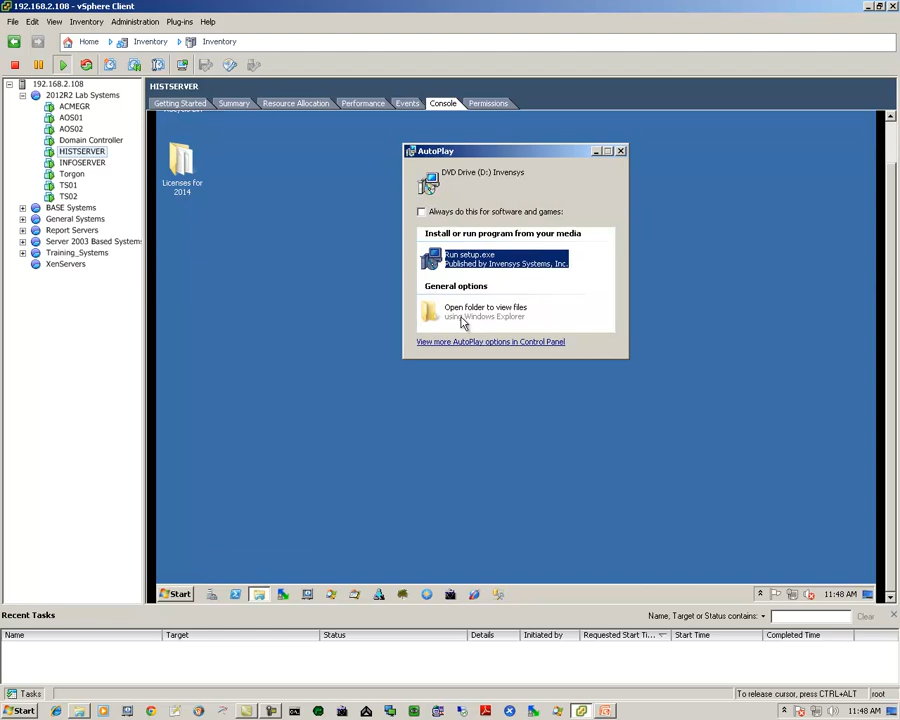 192.168.2.108 - vSphere Client
File Edit View Inventory Administration Plug-ins Help
Home Inventory Inventory
192.168.2.108
2012R2 Lab Systems
ACMEGR
AOS01
AOS02
Domain Controller
HISTSERVER
INFOSERVER
Torgon
TS01
TS02
BASE Systems
General Systems
Report Servers
Server 2003 Based Systems
Training_Systems
XenServers
HISTSERVER
Getting Started Summary Resource Allocation Performance Events Console Permissions
Licenses for
2014
AutoPlay
DVD Drive (D:) Invensys
Always do this for software and games:
Install or run program from your media
Run setup.exe
Published by Invensys Systems, Inc.
General options
Open folder to view files
using Windows Explorer
View more AutoPlay options in Control Panel
Start 11:48 AM
Recent Tasks
Name, Target or Status contains: Clear
Name Target Status Details Initiated by Requested Start Ti... Start Time Completed Time
Tasks To release cursor, press CTRL+ALT root
Start 11:48 AM